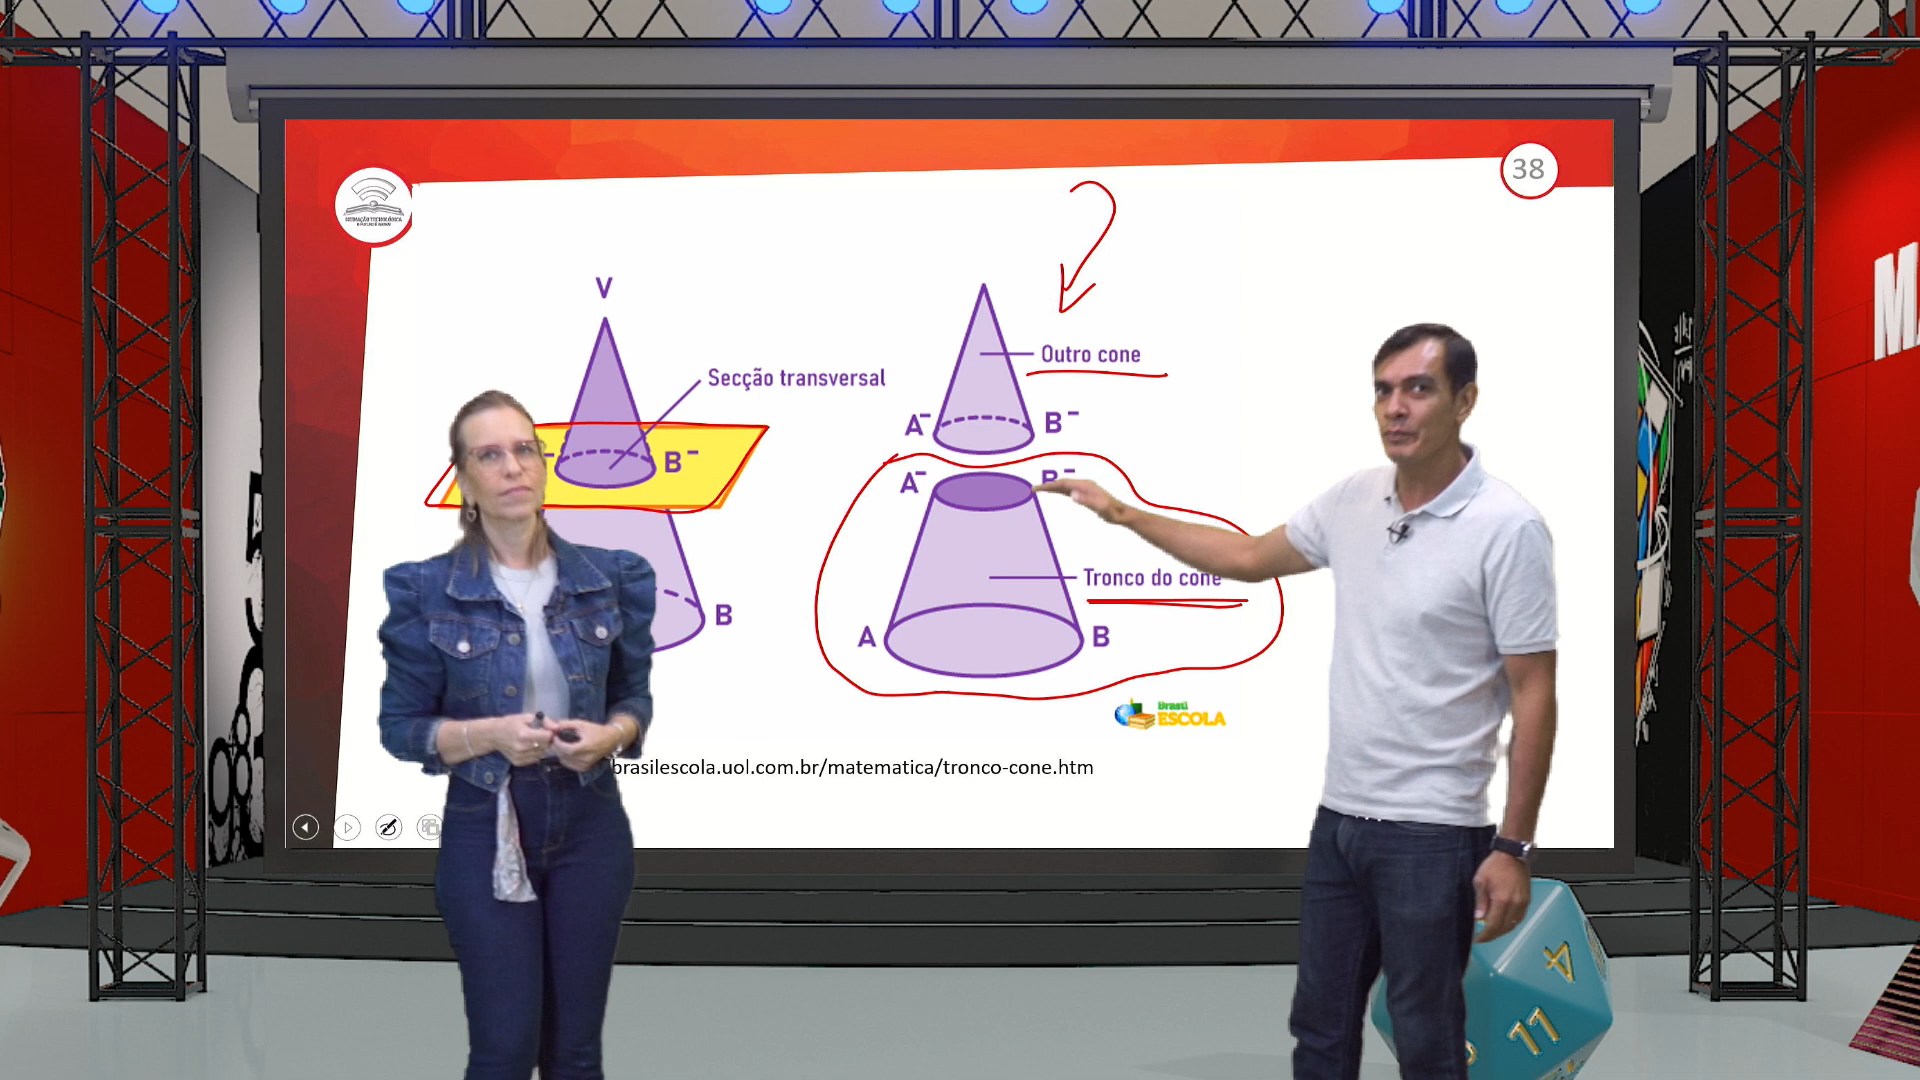 38
V
Secção transversal
B⁻
B
Outro cone
A⁻ B⁻
A⁻ B⁻
Tronco do cone
A B
Brasil
ESCOLA
brasilescola.uol.com.br/matematica/tronco-cone.htm
M
4
11